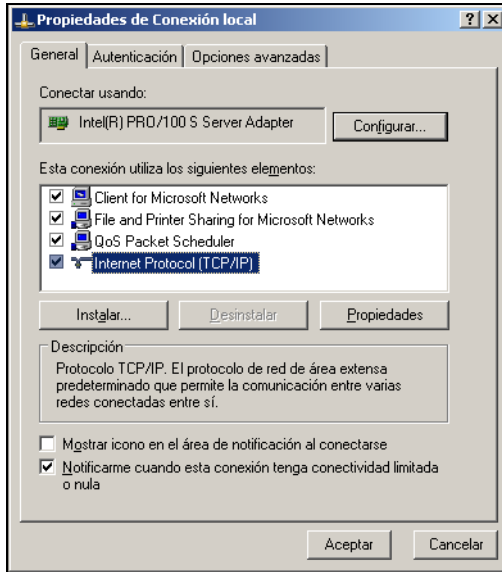 Propiedades de Conexión local
General
Autenticación
Opciones avanzadas
Conectar usando:
Intel(R) PRO/100 S Server Adapter
Configurar...
Esta conexión utiliza los siguientes elementos:
Client for Microsoft Networks
File and Printer Sharing for Microsoft Networks
QoS Packet Scheduler
Internet Protocol (TCP/IP)
Instalar...
Desinstalar
Propiedades
Descripción
Protocolo TCP/IP. El protocolo de red de área extensa
predeterminado que permite la comunicación entre varias
redes conectadas entre sí.
Mostrar icono en el área de notificación al conectarse
Notificarme cuando esta conexión tenga conectividad limitada
o nula
Aceptar
Cancelar